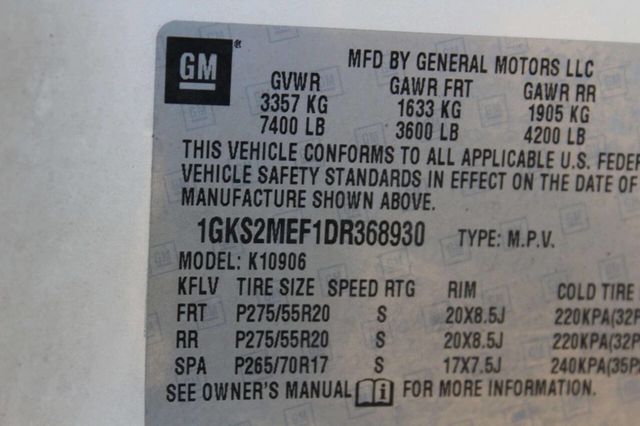 GM ®
MFD BY GENERAL MOTORS LLC
GVWR GAWR FRT GAWR RR
3357 KG 1633 KG 1905 KG
7400 LB 3600 LB 4200 LB
THIS VEHICLE CONFORMS TO ALL APPLICABLE U.S. FEDER
VEHICLE SAFETY STANDARDS IN EFFECT ON THE DATE OF
MANUFACTURE SHOWN ABOVE.
1GKS2MEF1DR368930 TYPE: M.P.V.
MODEL: K10906
KFLV TIRE SIZE SPEED RTG RIM COLD TIRE
FRT P275/55R20 S 20X8.5J 220KPA(32P
RR P275/55R20 S 20X8.5J 220KPA(32P
SPA P265/70R17 S 17X7.5J 240KPA(35P
SEE OWNER'S MANUAL i FOR MORE INFORMATION.